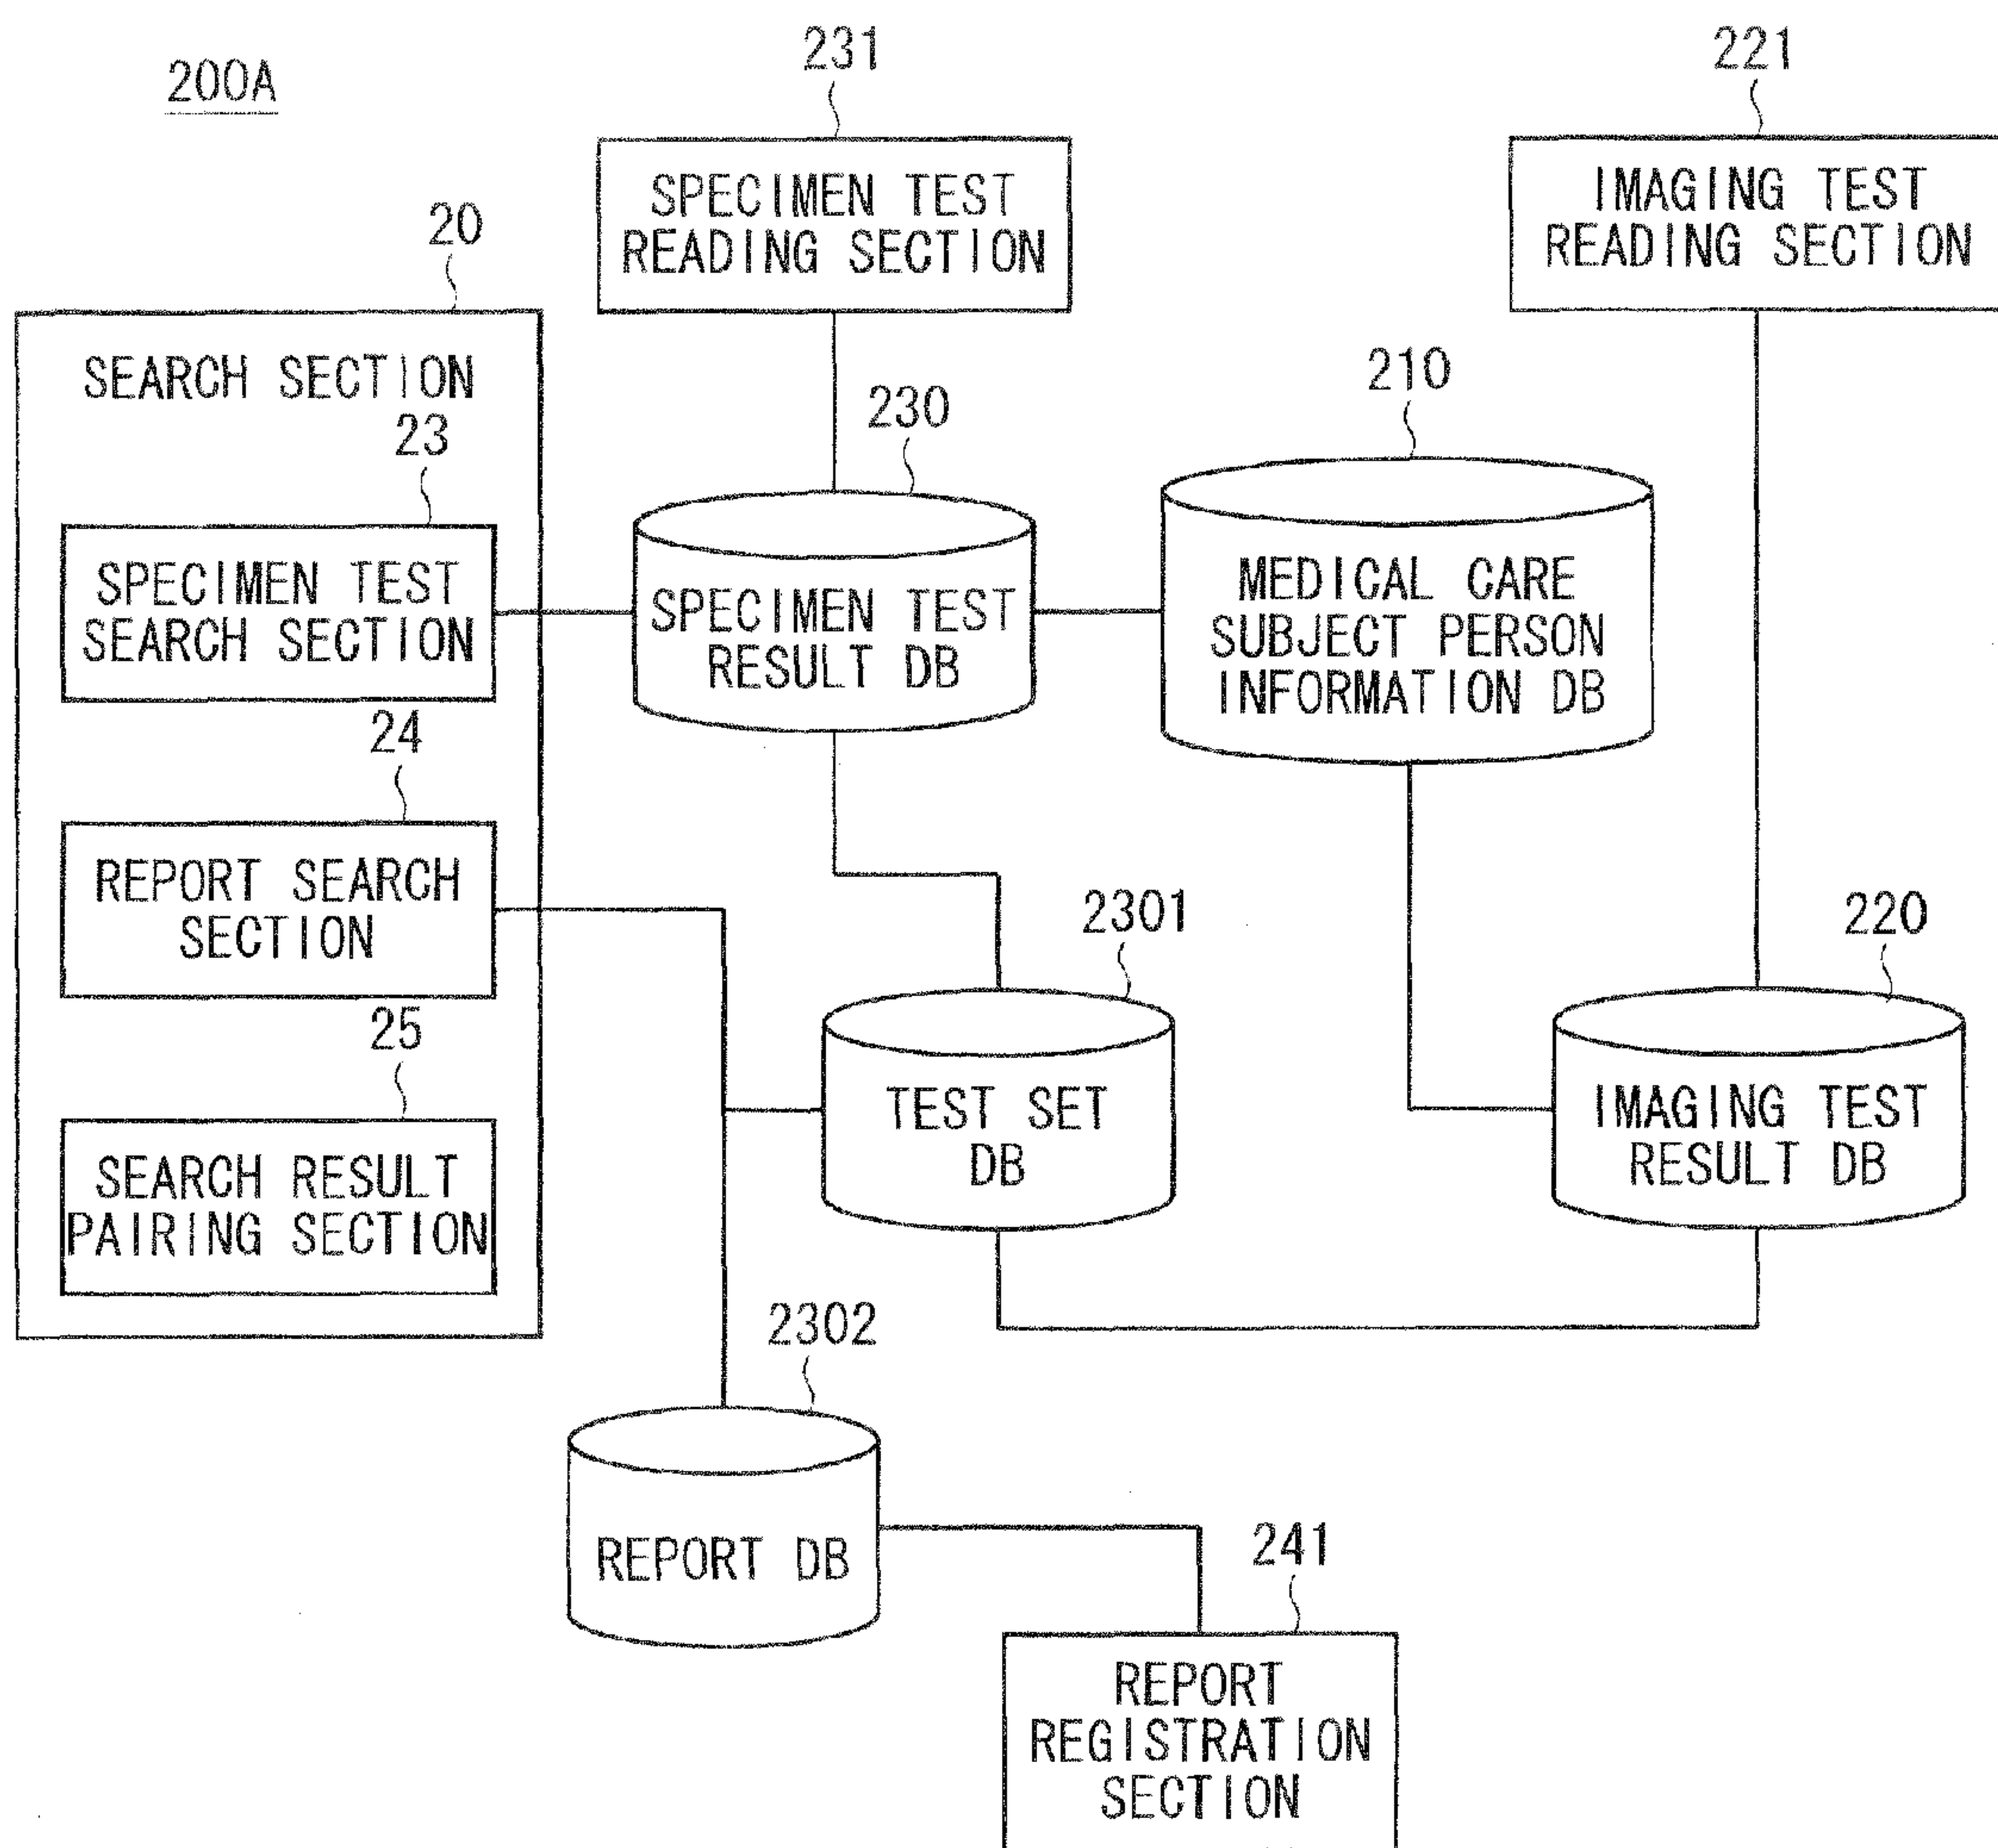 200A
231
221
SPECIMEN TEST
READING SECTION
IMAGING TEST
READING SECTION
20
SEARCH SECTION
23
SPECIMEN TEST
SEARCH SECTION
24
REPORT SEARCH
SECTION
25
SEARCH RESULT
PAIRING SECTION
230
SPECIMEN TEST
RESULT DB
210
MEDICAL CARE
SUBJECT PERSON
INFORMATION DB
2301
TEST SET
DB
220
IMAGING TEST
RESULT DB
2302
REPORT DB
241
REPORT
REGISTRATION
SECTION